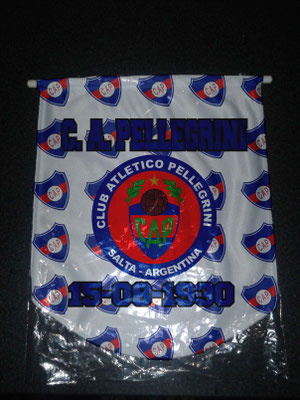 C. A. PELLEGRINI
CLUB ATLETICO PELLEGRINI
CAP
SALTA - ARGENTINA
15-08-1930